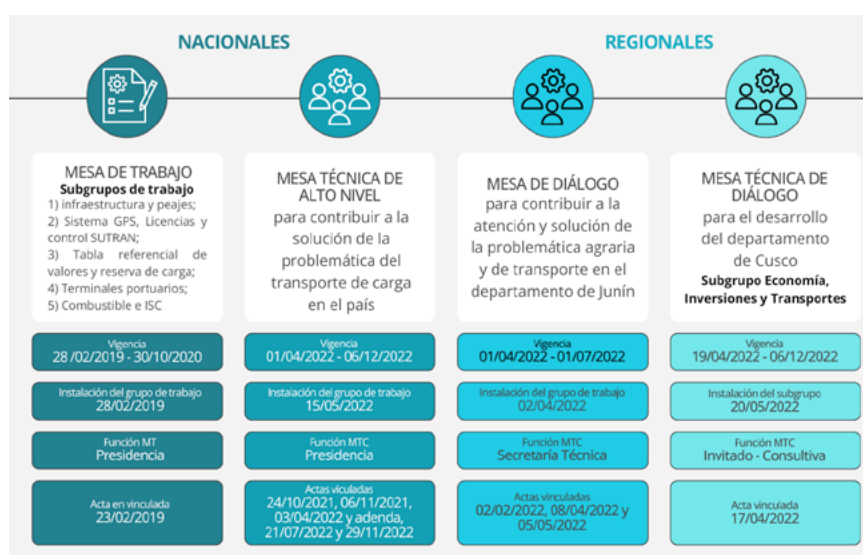 NACIONALES
REGIONALES
MESA DE TRABAJO
Subgrupos de trabajo
1) infraestructura y peajes;
2) Sistema GPS, Licencias y
control SUTRAN;
3) Tabla referencial de
valores y reserva de carga;
4) Terminales portuarios;
5) Combustible e ISC
Vigencia
28 /02/2019 - 30/10/2020
Instalación del grupo de trabajo
28/02/2019
Función MT
Presidencia
Acta en vinculada
23/02/2019
MESA TÉCNICA DE
ALTO NIVEL
para contribuir a la
solución de la
problemática del
transporte de carga
en el país
Vigencia
01/04/2022 - 06/12/2022
Instalación del grupo de trabajo
15/05/2022
Función MTC
Presidencia
Actas viculadas
24/10/2021, 06/11/2021,
03/04/2022 y adenda,
21/07/2022 y 29/11/2022
MESA DE DIÁLOGO
para contribuir a la
atención y solución de
la problemática agraria
y de transporte en el
departamento de Junín
Vigencia
01/04/2022 - 01/07/2022
Instalación del grupo de trabajo
02/04/2022
Función MTC
Secretaría Técnica
Actas vinculadas
02/02/2022, 08/04/2022 y
05/05/2022
MESA TÉCNICA DE
DIÁLOGO
para el desarrollo
del departamento
de Cusco
Subgrupo Economía,
Inversiones y Transportes
Vigencia
19/04/2022 - 06/12/2022
Instalación del subgrupo
20/05/2022
Función MTC
Invitado - Consultiva
Acta vinculada
17/04/2022